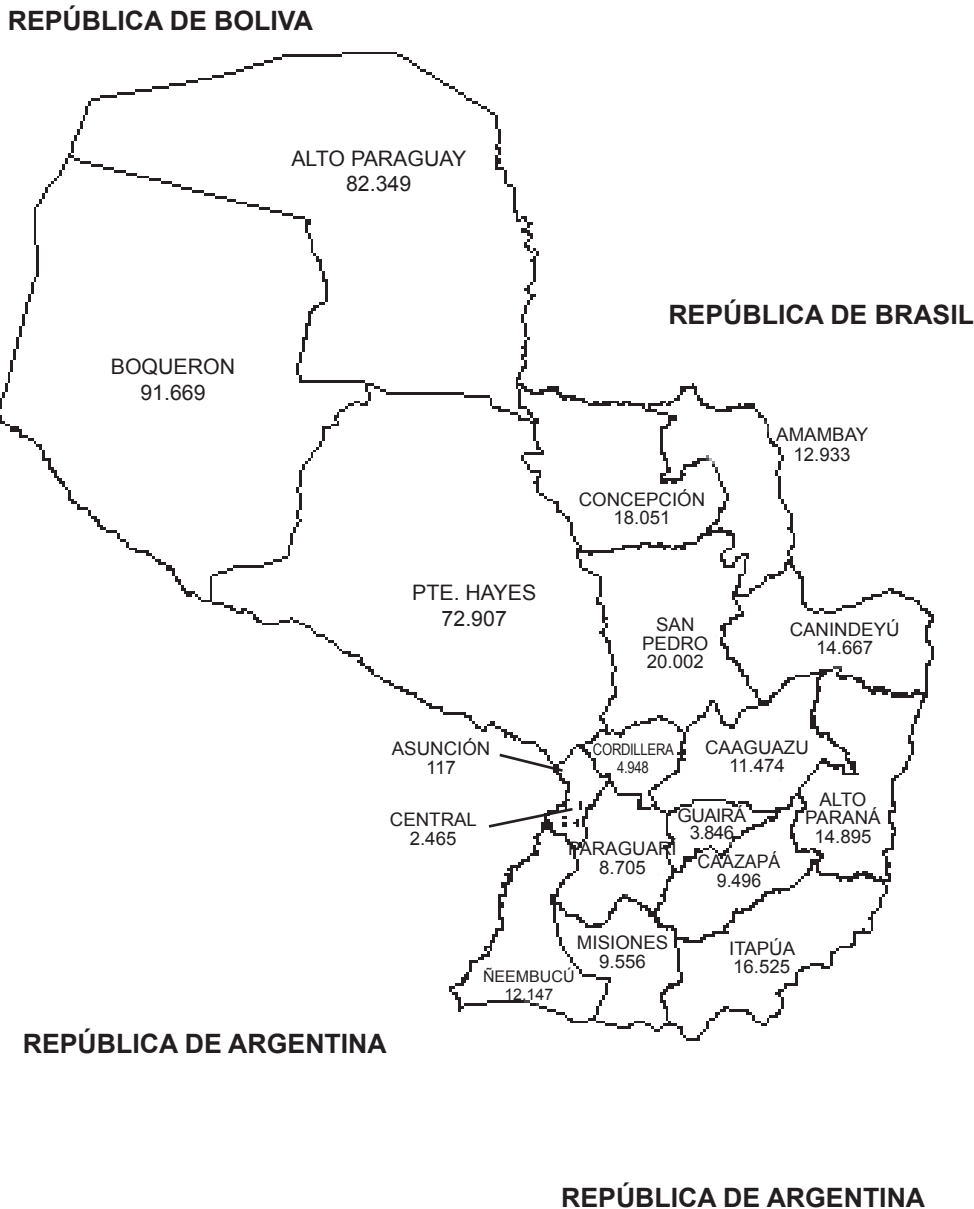 REPÚBLICA DE BOLIVA
ALTO PARAGUAY
82.349
REPÚBLICA DE BRASIL
BOQUERON
91.669
AMAMBAY
12.933
CONCEPCIÓN
18.051
PTE. HAYES
72.907
SAN
PEDRO
20.002
CANINDEYÚ
14.667
ASUNCIÓN
117
CORDILLERA
4.948
CAAGUAZU
11.474
CENTRAL
2.465
GUAIRÁ
3.846
ALTO
PARANÁ
14.895
PARAGUARI
8.705
CAAZAPÁ
9.496
MISIONES
9.556
ITAPÚA
16.525
ÑEEMBUCÚ
12.147
REPÚBLICA DE ARGENTINA
REPÚBLICA DE ARGENTINA